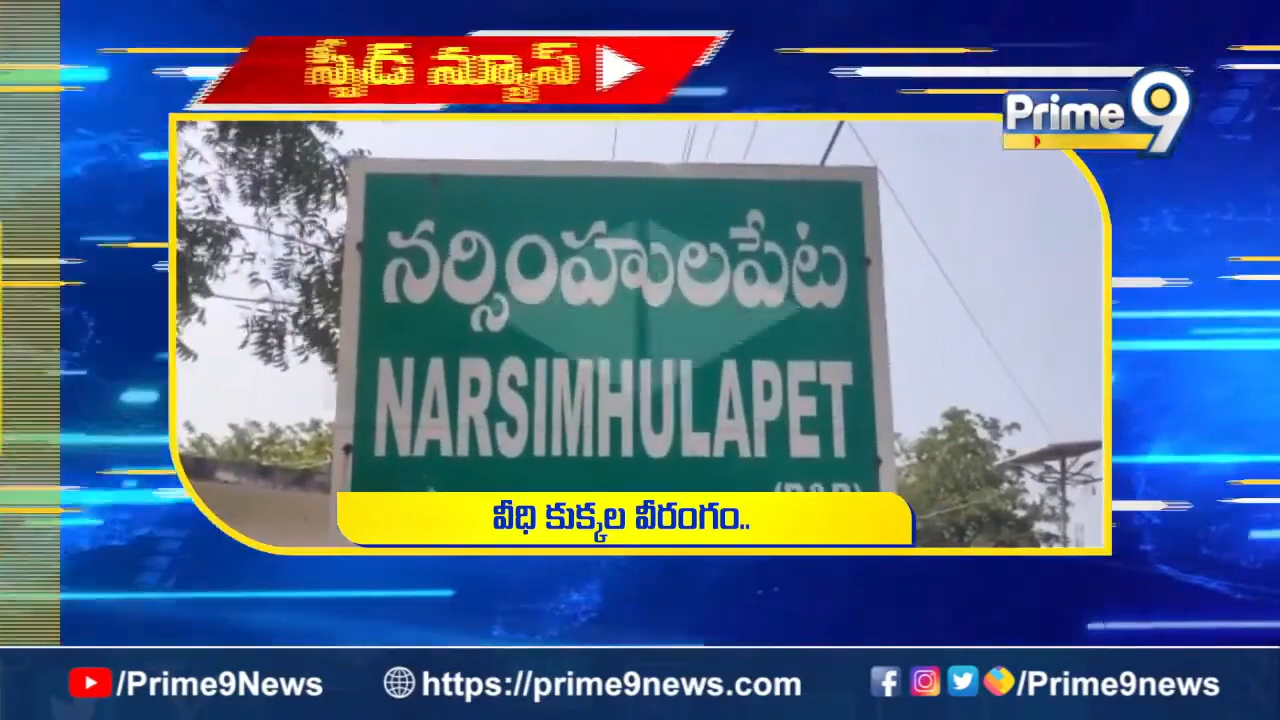 స్పీడ్ న్యూస్
Prime9
నర్సింహులపేట
NARSIMHULAPET
వీధి కుక్కల వీరంగం..
/Prime9News
https://prime9news.com
/Prime9news